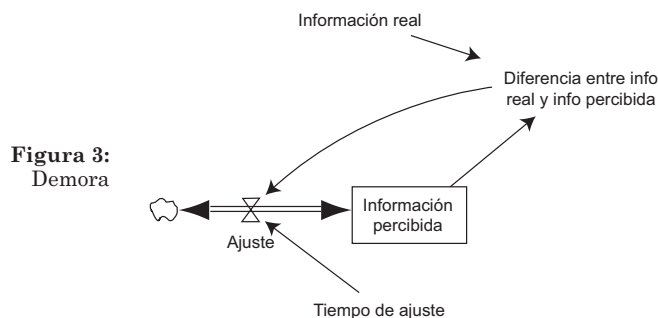 Información real
Diferencia entre info
real y info percibida
Figura 3:
Demora
Información
percibida
Ajuste
Tiempo de ajuste